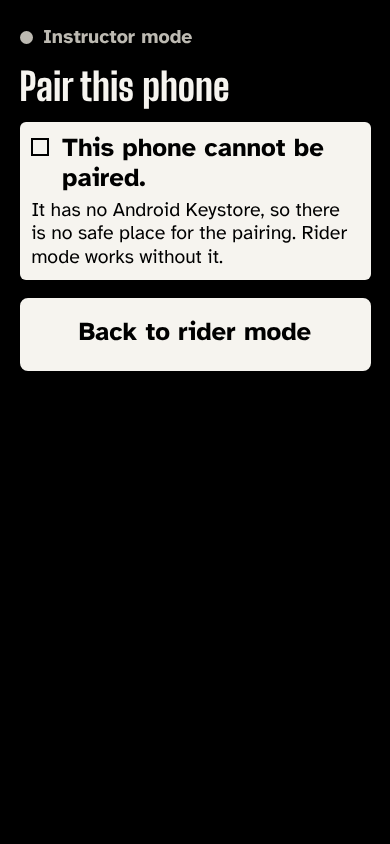 Instructor mode
Pair this phone
This phone cannot be
paired.
It has no Android Keystore, so there
is no safe place for the pairing. Rider
mode works without it.
Back to rider mode